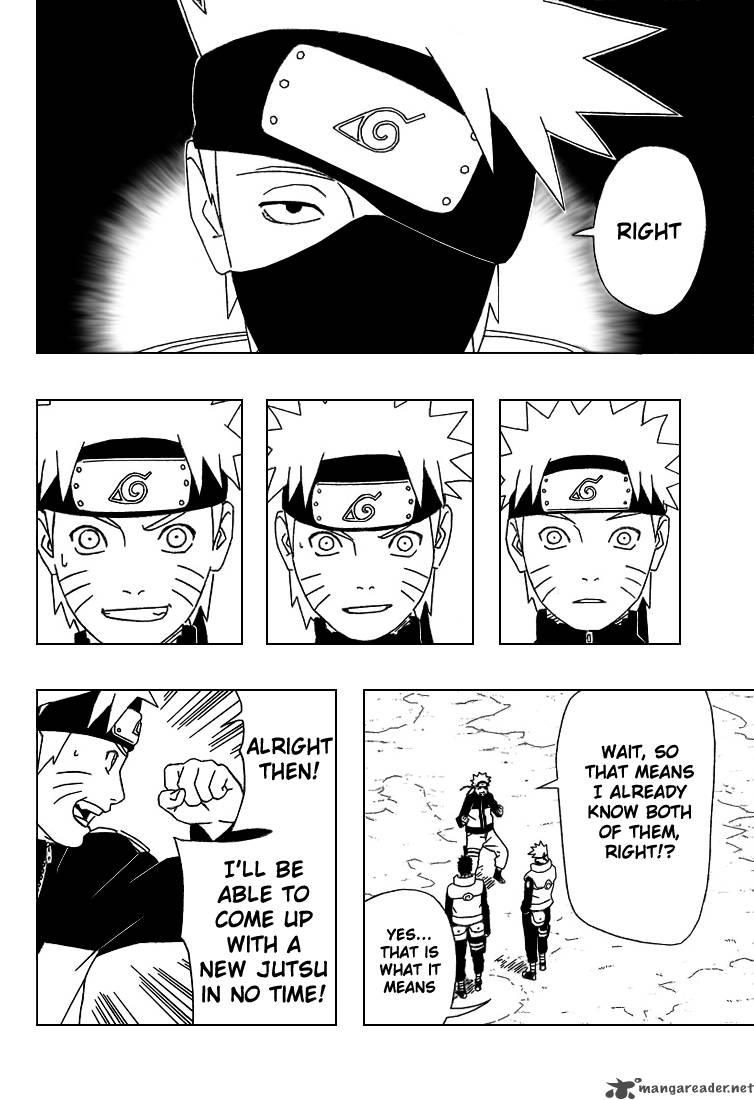 RIGHT
WAIT, SO
THAT MEANS
I ALREADY
KNOW BOTH
OF THEM,
RIGHT!?
YES...
THAT IS
WHAT IT
MEANS
ALRIGHT
THEN!
I'LL BE
ABLE TO
COME UP
WITH A
NEW JUTSU
IN NO TIME!
mangareader.net